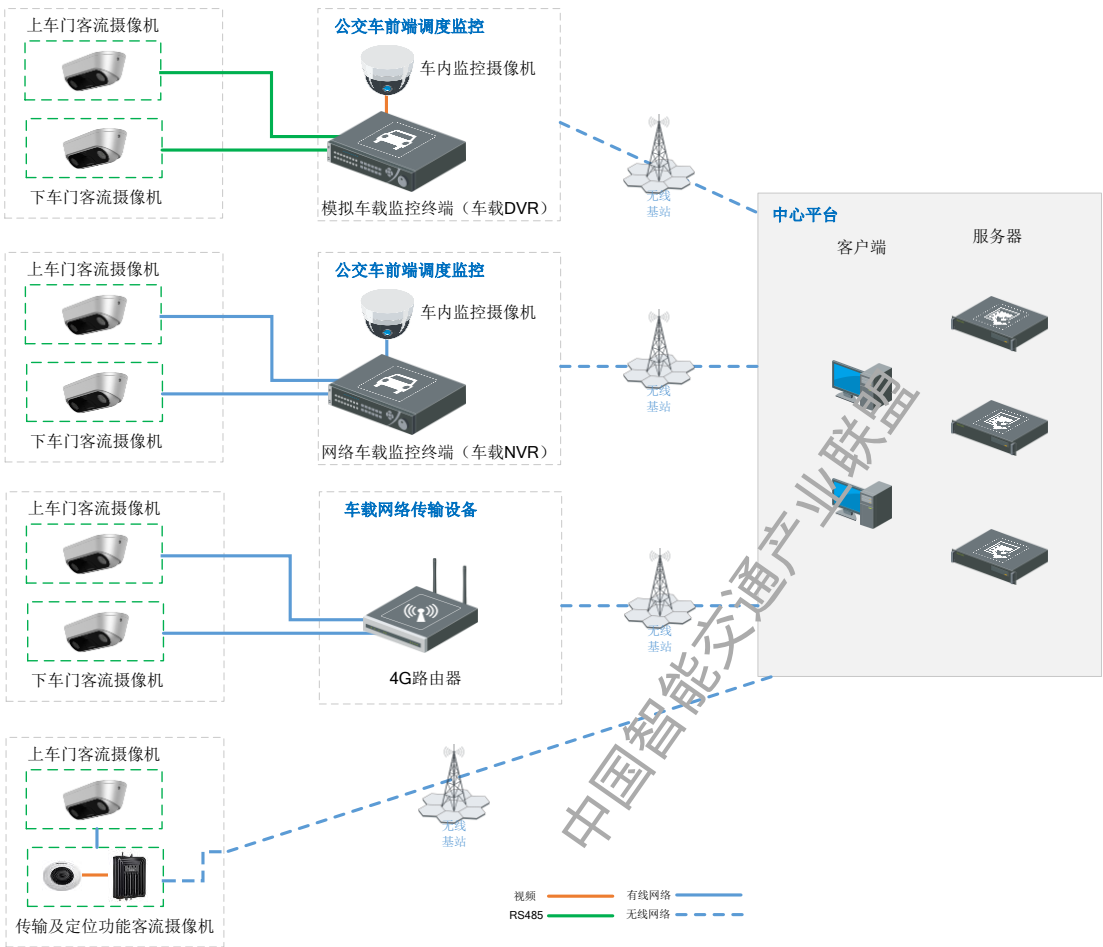 上车门客流摄像机
下车门客流摄像机
公交车前端调度监控
车内监控摄像机
模拟车载监控终端（车载DVR）
无线
基站
上车门客流摄像机
下车门客流摄像机
公交车前端调度监控
车内监控摄像机
网络车载监控终端（车载NVR）
无线
基站
中心平台
客户端
服务器
上车门客流摄像机
下车门客流摄像机
车载网络传输设备
4G路由器
无线
基站
上车门客流摄像机
传输及定位功能客流摄像机
无线
基站
中国智能交通产业联盟
视频
有线网络
RS485
无线网络